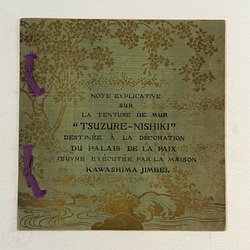 NOTE EXPLICATIVE
SUR
LA TENTURE DE MUR
"TSUZURÉ-NISHIKI"
DESTINÉE A LA DÉCORATION
DU PALAIS DE LA PAIX
ŒUVRE EXÉCUTÉE PAR LA MAISON
KAWASHIMA JIMBEI.